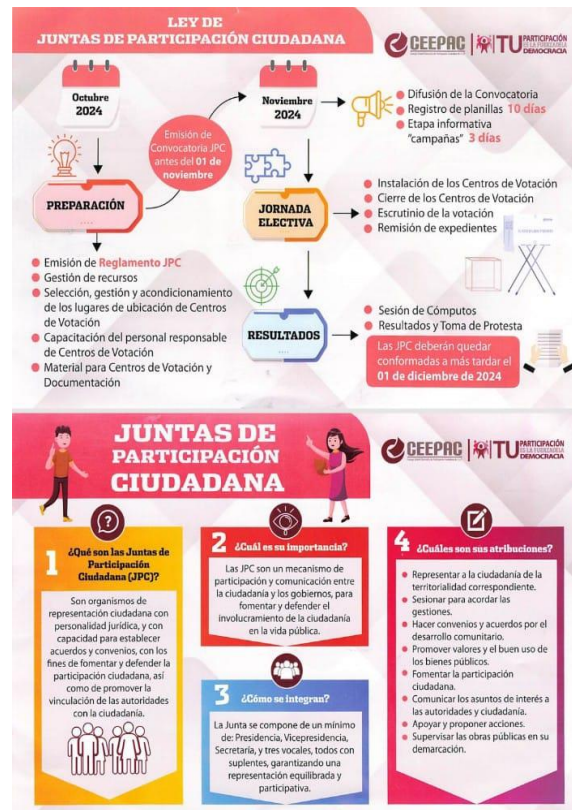 LEY DE
JUNTAS DE PARTICIPACIÓN CIUDADANA
CEEPAC
TU PARTICIPACIÓN
ES LA FUERZA DE LA
DEMOCRACIA
Octubre
2024
Emisión de
Convocatoria JPC
antes del 01 de
noviembre
Noviembre
2024
Difusión de la Convocatoria
Registro de planillas 10 días
Etapa informativa
"campañas" 3 días
PREPARACIÓN
Emisión de Reglamento JPC
Gestión de recursos
Selección, gestión y acondicionamiento
de los lugares de ubicación de Centros
de Votación
Capacitación del personal responsable
de Centros de Votación
Material para Centros de Votación y
Documentación
JORNADA
ELECTIVA
Instalación de los Centros de Votación
Cierre de los Centros de Votación
Escrutinio de la votación
Remisión de expedientes
RESULTADOS
Sesión de Cómputos
Resultados y Toma de Protesta
Las JPC deberán quedar
conformadas a más tardar el
01 de diciembre de 2024
JUNTAS DE
PARTICIPACIÓN
CIUDADANA
CEEPAC
TU PARTICIPACIÓN
ES LA FUERZA DE LA
DEMOCRACIA
1 ¿Qué son las Juntas de
Participación
Ciudadana (JPC)?
Son organismos de
representación ciudadana con
personalidad jurídica, y con
capacidad para establecer
acuerdos y convenios, con los
fines de fomentar y defender la
participación ciudadana, así
como de promover la
vinculación de las autoridades
con la ciudadanía.
2 ¿Cuál es su importancia?
Las JPC son un mecanismo de
participación y comunicación entre
la ciudadanía y los gobiernos, para
fomentar y defender el
involucramiento de la ciudadanía
en la vida pública.
3 ¿Cómo se integran?
La Junta se compone de un mínimo
de: Presidencia, Vicepresidencia,
Secretaría, y tres vocales, todos con
suplentes, garantizando una
representación equilibrada y
participativa.
4 ¿Cuáles son sus atribuciones?
Representar a la ciudadanía de la
territorialidad correspondiente.
Sesionar para acordar las
gestiones.
Hacer convenios y acuerdos por el
desarrollo comunitario.
Promover valores y el buen uso de
los bienes públicos.
Fomentar la participación
ciudadana.
Comunicar los asuntos de interés a
las autoridades y ciudadanía.
Apoyar y proponer acciones.
Supervisar las obras públicas en su
demarcación.